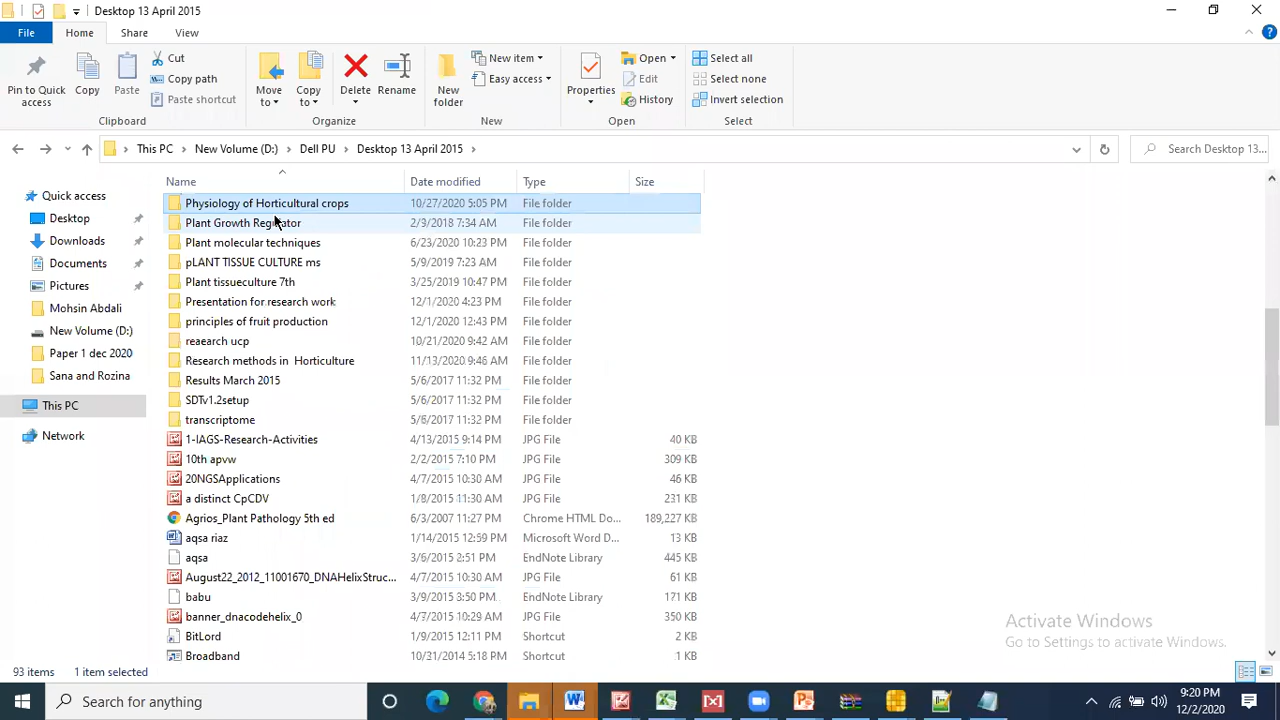 Desktop 13 April 2015
File Home Share View
Pin to Quick access
Copy
Paste
Cut
Copy path
Paste shortcut
Clipboard
Move to
Copy to
Delete
Rename
Organize
New folder
New item
Easy access
New
Properties
Open
Edit
History
Open
Select all
Select none
Invert selection
Select
This PC > New Volume (D:) > Dell PU > Desktop 13 April 2015 >
Search Desktop 13...
Quick access
Desktop
Downloads
Documents
Pictures
Mohsin Abdali
New Volume (D:)
Paper 1 dec 2020
Sana and Rozina
This PC
Network
Name Date modified Type Size
Physiology of Horticultural crops 10/27/2020 5:05 PM File folder
Plant Growth Regulator 2/9/2018 7:34 AM File folder
Plant molecular techniques 6/23/2020 10:23 PM File folder
pLANT TISSUE CULTURE ms 5/9/2019 7:23 AM File folder
Plant tissueculture 7th 3/25/2019 10:47 PM File folder
Presentation for research work 12/1/2020 4:23 PM File folder
principles of fruit production 12/1/2020 12:43 PM File folder
reaearch ucp 10/21/2020 9:42 AM File folder
Research methods in Horticulture 11/13/2020 9:46 AM File folder
Results March 2015 5/6/2017 11:32 PM File folder
SDTv1.2setup 5/6/2017 11:32 PM File folder
transcriptome 5/6/2017 11:32 PM File folder
1-IAGS-Research-Activities 4/13/2015 9:14 PM JPG File 40 KB
10th apvw 2/2/2015 7:10 PM JPG File 309 KB
20NGSApplications 4/7/2015 10:30 AM JPG File 46 KB
a distinct CpCDV 1/8/2015 11:30 AM JPG File 231 KB
Agrios_Plant Pathology 5th ed 6/3/2007 11:27 PM Chrome HTML Do... 189,227 KB
aqsa riaz 1/14/2015 12:59 PM Microsoft Word D... 13 KB
aqsa 3/6/2015 2:51 PM EndNote Library 445 KB
August22_2012_11001670_DNAHelixStruc... 4/7/2015 10:30 AM JPG File 61 KB
babu 3/9/2015 3:50 PM EndNote Library 171 KB
banner_dnacodehelix_0 4/7/2015 10:29 AM JPG File 350 KB
BitLord 1/9/2015 12:11 PM Shortcut 2 KB
Broadband 10/31/2014 5:18 PM Shortcut 1 KB
Activate Windows
Go to Settings to activate Windows.
93 items 1 item selected
Search for anything
9:20 PM
12/2/2020